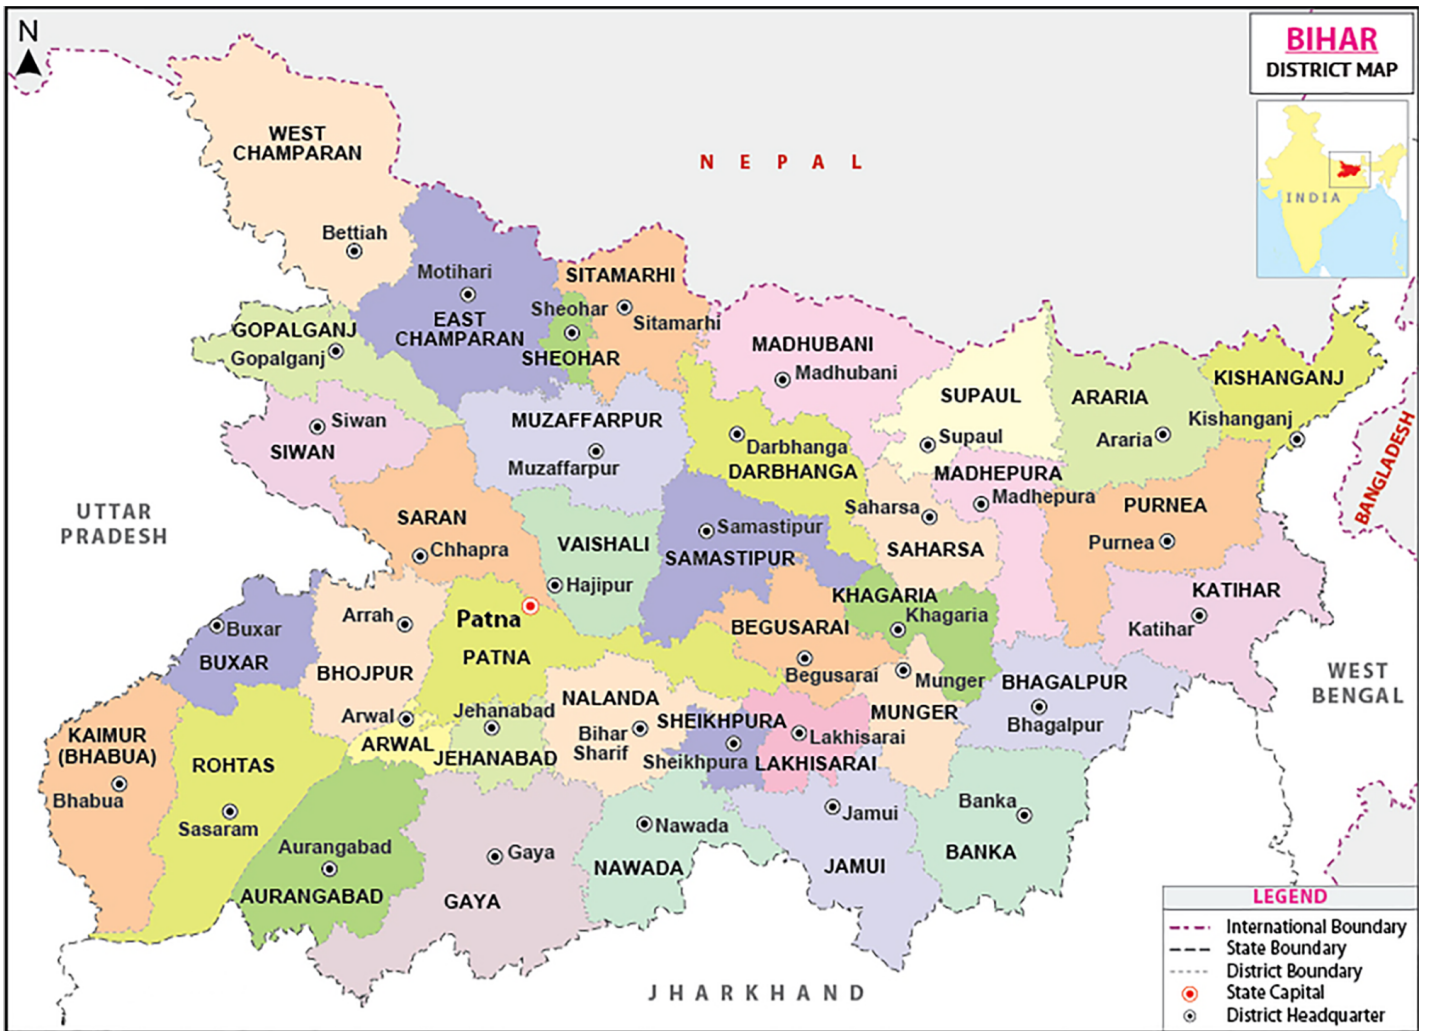 N
BIHAR
DISTRICT MAP
INDIA
NEPAL
WEST
CHAMPARAN
Bettiah
Motihari
EAST
CHAMPARAN
SITAMARHI
Sheohar
Sitamarhi
SHEOHAR
GOPALGANJ
Gopalganj
MADHUBANI
Madhubani
SUPAUL
Supaul
ARARIA
Araria
KISHANGANJ
Kishanganj
BANGLADESH
Siwan
SIWAN
MUZAFFARPUR
Muzaffarpur
Darbhanga
DARBHANGA
MADHEPURA
Madhepura
Saharsa
SAHARSA
PURNEA
Purnea
UTTAR
PRADESH
SARAN
Chhapra
VAISHALI
Hajipur
Samastipur
SAMASTIPUR
KHAGARIA
Khagaria
KATIHAR
Katihar
Buxar
BUXAR
Arrah
BHOJPUR
Patna
PATNA
BEGUSARAI
Begusarai
Munger
MUNGER
BHAGALPUR
Bhagalpur
WEST
BENGAL
KAIMUR
(BHABUA)
Bhabua
ROHTAS
Sasaram
Arwal
ARWAL
Jehanabad
JEHANABAD
NALANDA
Bihar
Sharif
SHEIKHPURA
Sheikhpura
Lakhisarai
LAKHISARAI
Aurangabad
AURANGABAD
Gaya
GAYA
Nawada
NAWADA
Jamui
JAMUI
Banka
BANKA
JHARKHAND
LEGEND
International Boundary
State Boundary
District Boundary
State Capital
District Headquarter